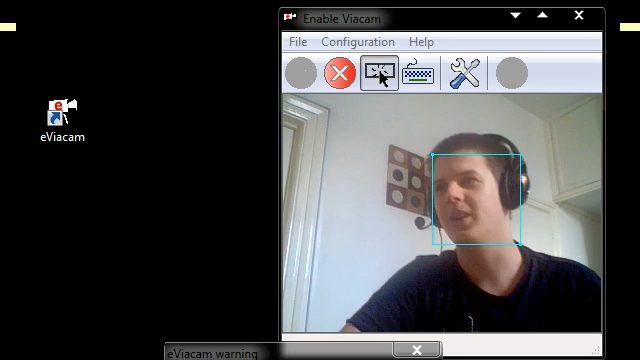 Enable Viacam
File Configuration Help
eViacam
eViacam warning